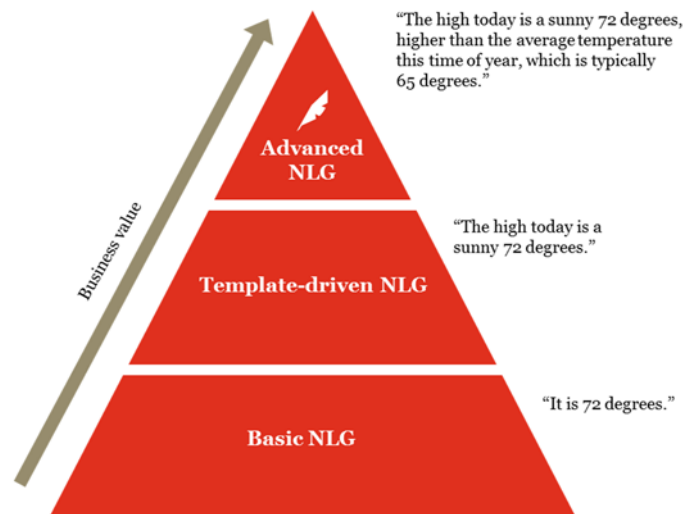 “The high today is a sunny 72 degrees,
higher than the average temperature
this time of year, which is typically
65 degrees.”
Advanced
NLG
Business value
“The high today is a
sunny 72 degrees.”
Template-driven NLG
“It is 72 degrees.”
Basic NLG